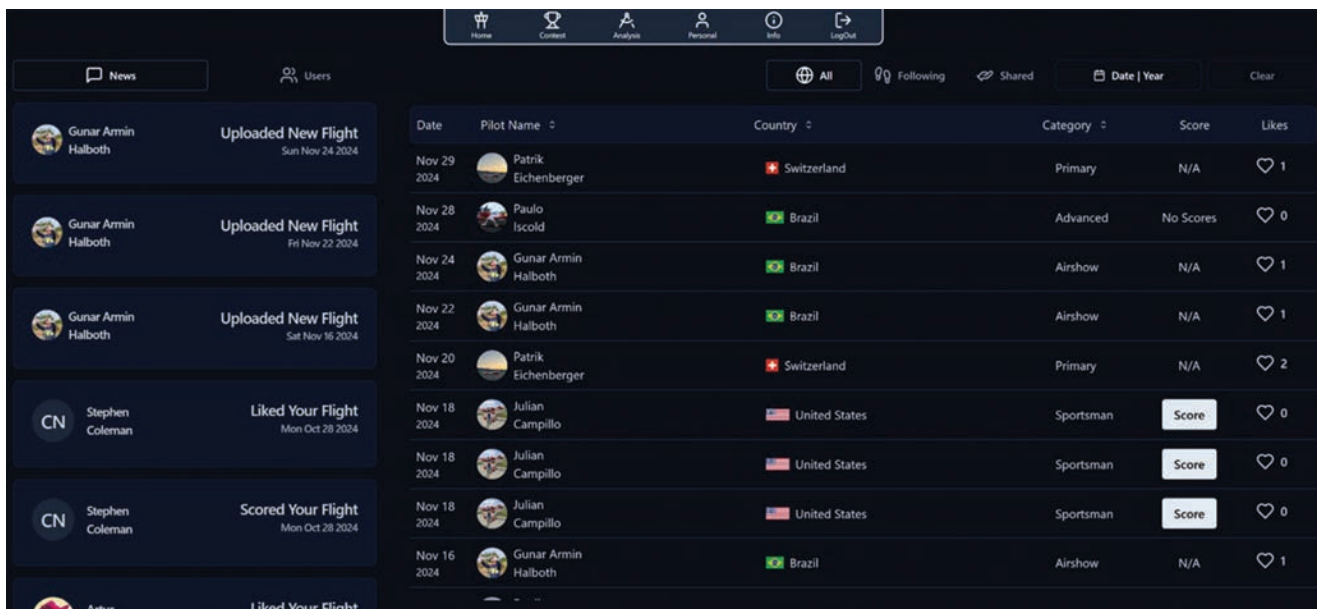 Home Contest Analysis Personal Info LogOut
News Users All Following Shared Date | Year Clear
Gunar Armin Halboth
Uploaded New Flight
Sun Nov 24 2024
Gunar Armin Halboth
Uploaded New Flight
Fri Nov 22 2024
Gunar Armin Halboth
Uploaded New Flight
Sat Nov 16 2024
CN Stephen Coleman
Liked Your Flight
Mon Oct 28 2024
CN Stephen Coleman
Scored Your Flight
Mon Oct 28 2024
Liked Your Flight
Date Pilot Name Country Category Score Likes
Nov 29 2024 Patrik Eichenberger Switzerland Primary N/A 1
Nov 28 2024 Paulo Iscold Brazil Advanced No Scores 0
Nov 24 2024 Gunar Armin Halboth Brazil Airshow N/A 1
Nov 22 2024 Gunar Armin Halboth Brazil Airshow N/A 1
Nov 20 2024 Patrik Eichenberger Switzerland Primary N/A 2
Nov 18 2024 Julian Campillo United States Sportsman Score 0
Nov 18 2024 Julian Campillo United States Sportsman Score 0
Nov 18 2024 Julian Campillo United States Sportsman Score 0
Nov 16 2024 Gunar Armin Halboth Brazil Airshow N/A 1